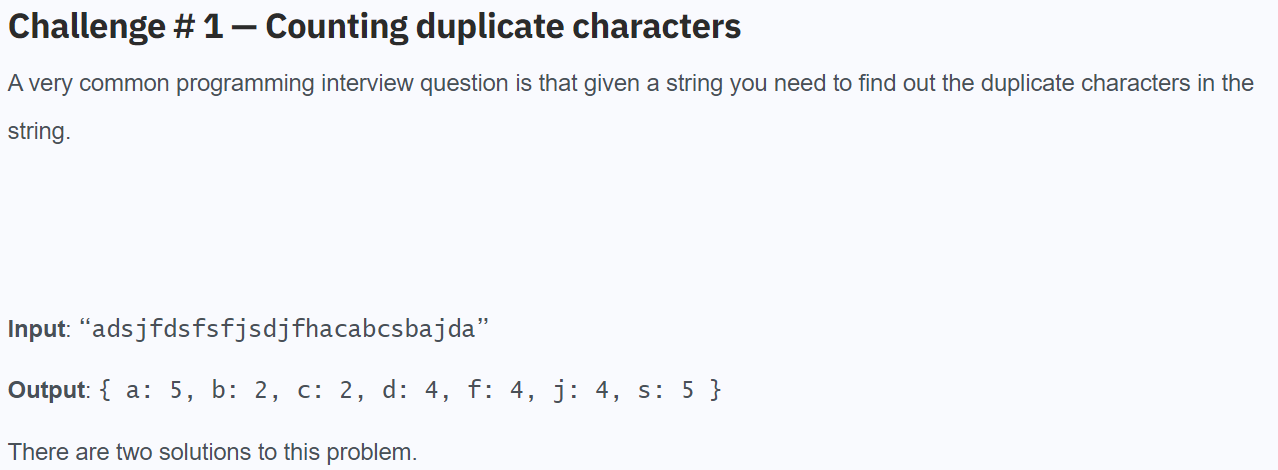 Challenge # 1 — Counting duplicate characters
A very common programming interview question is that given a string you need to find out the duplicate characters in the
string.
Input: “adsjfdsfsfjsdjfhacabcsbajda”
Output: { a: 5, b: 2, c: 2, d: 4, f: 4, j: 4, s: 5 }
There are two solutions to this problem.